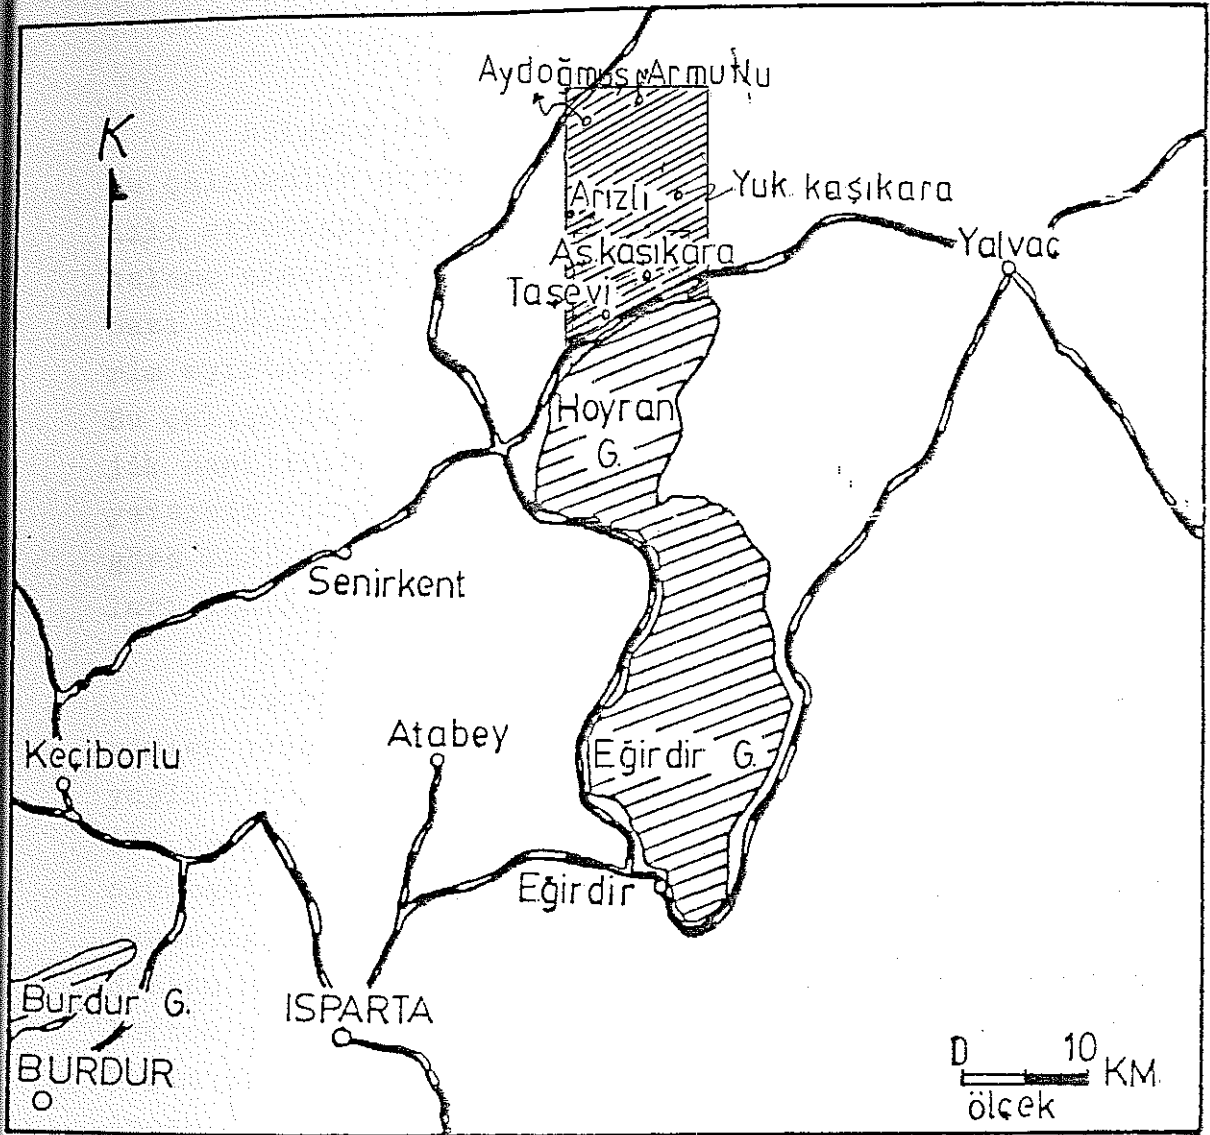 Aydoğmuş Armutlu
K
Arızlı
Yuk. kaşıkara
Aş.kaşıkara
Yalvaç
Taşevi
Hoyran
G.
Senirkent
Atabey
Keçiborlu
Eğirdir G.
Eğirdir
Burdur G.
ISPARTA
BURDUR
0 10 KM.
ölçek